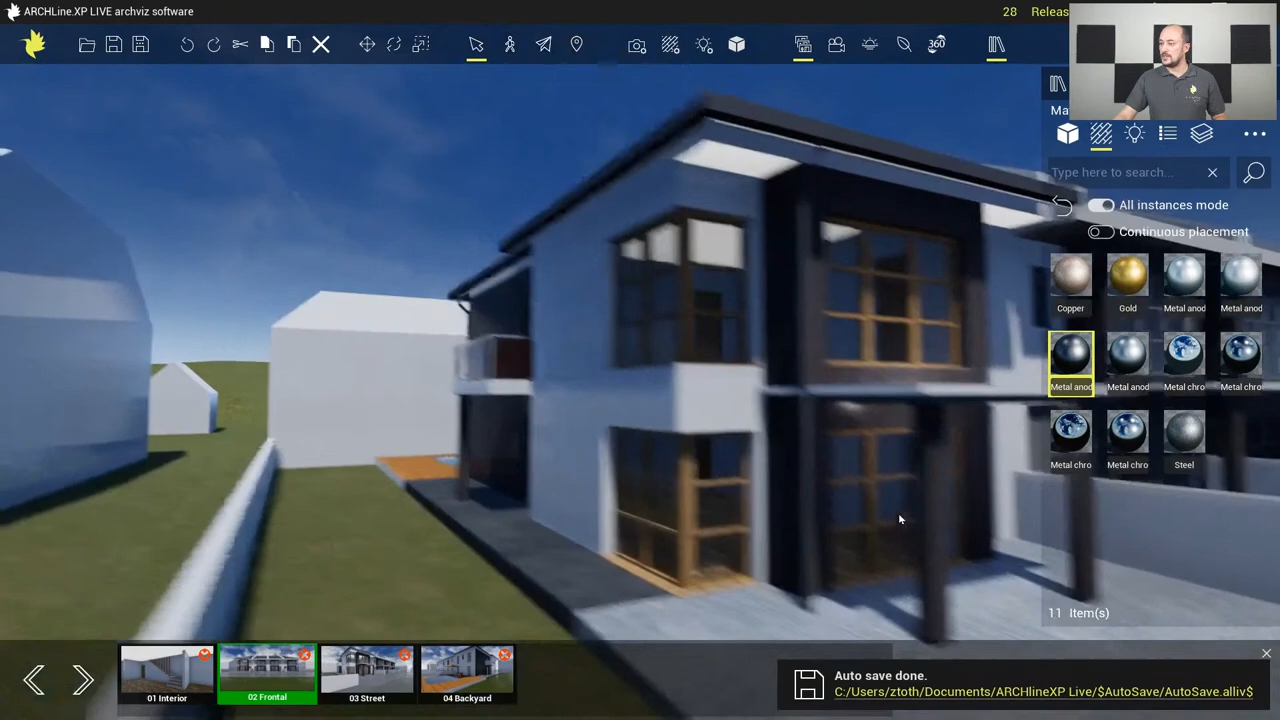 ARCHLine.XP LIVE archviz software
28 Releas
360
Ma
Type here to search...
All instances mode
Continuous placement
Copper
Gold
Metal anod
Metal anod
Metal anod
Metal anod
Metal chro
Metal chro
Metal chro
Metal chro
Steel
11 Item(s)
01 Interior
02 Frontal
03 Street
04 Backyard
Auto save done.
C:/Users/ztoth/Documents/ARCHlineXP Live/$AutoSave/AutoSave.alliv$